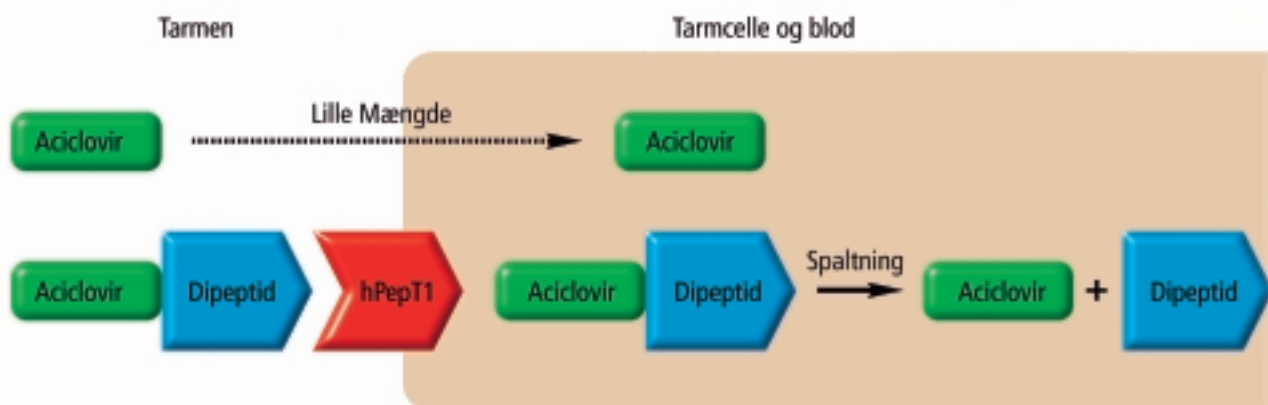 Tarmen
Tarmcelle og blod
Lille Mængde
Aciclovir
Aciclovir
Aciclovir
Dipeptid
hPepT1
Aciclovir
Dipeptid
Spaltning
Aciclovir
+
Dipeptid